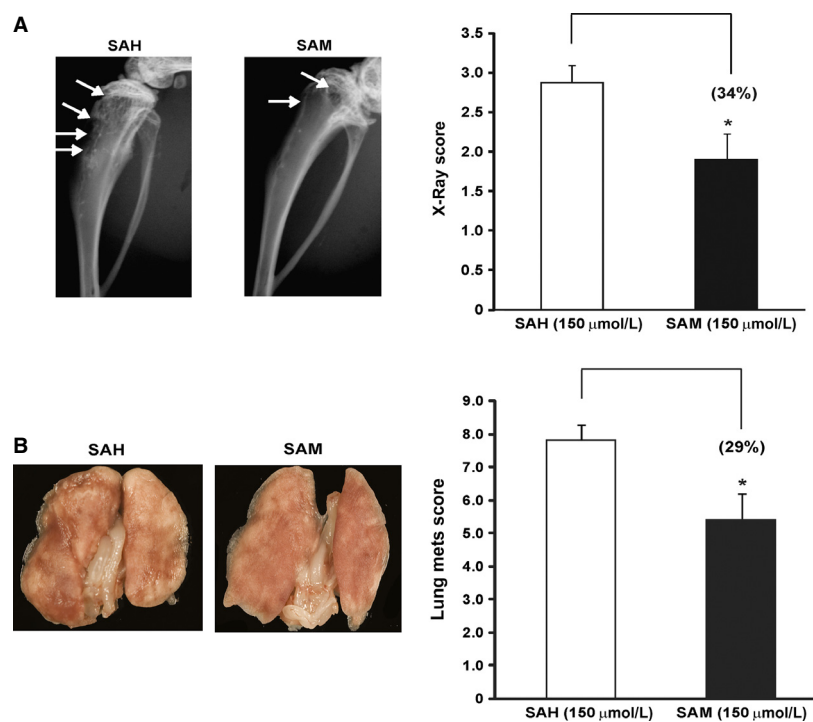 A
SAH
SAM
3.5
3.0
2.5
2.0
1.5
1.0
0.5
0
X-Ray score
(34%)
*
SAH (150 μmol/L)
SAM (150 μmol/L)
B
SAH
SAM
9.0
8.0
7.0
6.0
5.0
4.0
3.0
2.0
1.0
0
Lung mets score
(29%)
*
SAH (150 μmol/L)
SAM (150 μmol/L)